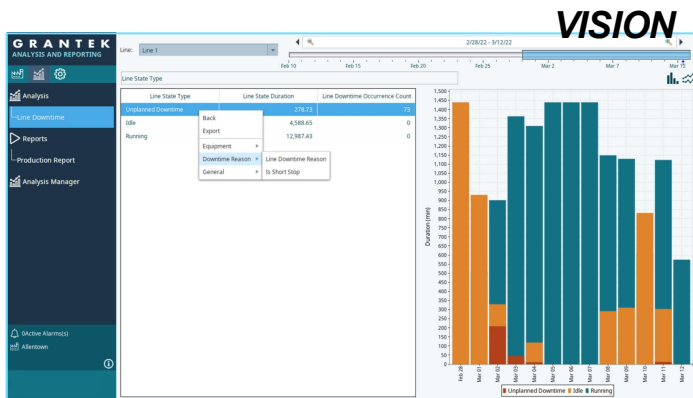 VISION
GRANTEK
ANALYSIS AND REPORTING
Line: Line 1
2/28/22 - 3/12/22
Feb 10 Feb 15 Feb 20 Feb 25 Mar 2 Mar 7 Mar 12
Line State Type
Analysis
Line Downtime
Reports
Production Report
Analysis Manager
0Active Alarms(s)
Allentown
Line State Type Line State Duration Line Downtime Occurrence Count
Unplanned Downtime 278.73 73
Idle 4,588.65 0
Running 12,987.43 0
Back
Export
Equipment
Downtime Reason
General
Line Downtime Reason
Is Short Stop
Duration (min)
1,500
1,450
1,400
1,350
1,300
1,250
1,200
1,150
1,100
1,050
1,000
950
900
850
800
750
700
650
600
550
500
450
400
350
300
250
200
150
100
50
0
Feb 28 Mar 01 Mar 02 Mar 03 Mar 04 Mar 05 Mar 06 Mar 07 Mar 08 Mar 09 Mar 10 Mar 11 Mar 12
Unplanned Downtime Idle Running